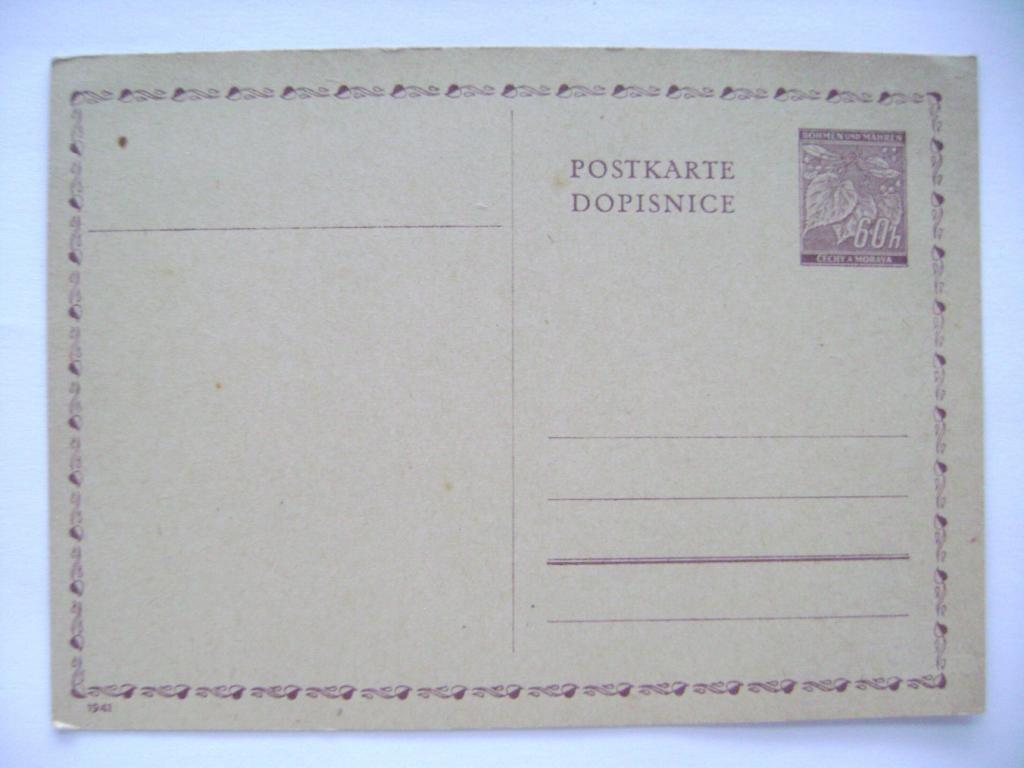 POSTKARTE
DOPISNICE
BÖHMEN UND MÄHREN
60h
ČECHY A MORAVA
1941